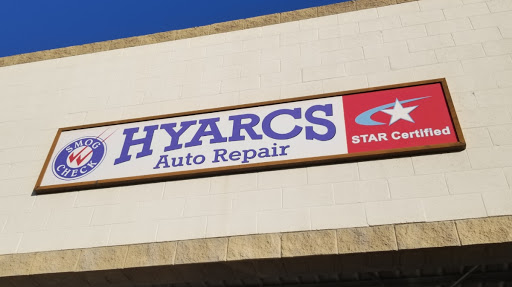 SMOG
CHECK
HYARCS
Auto Repair
STAR Certified